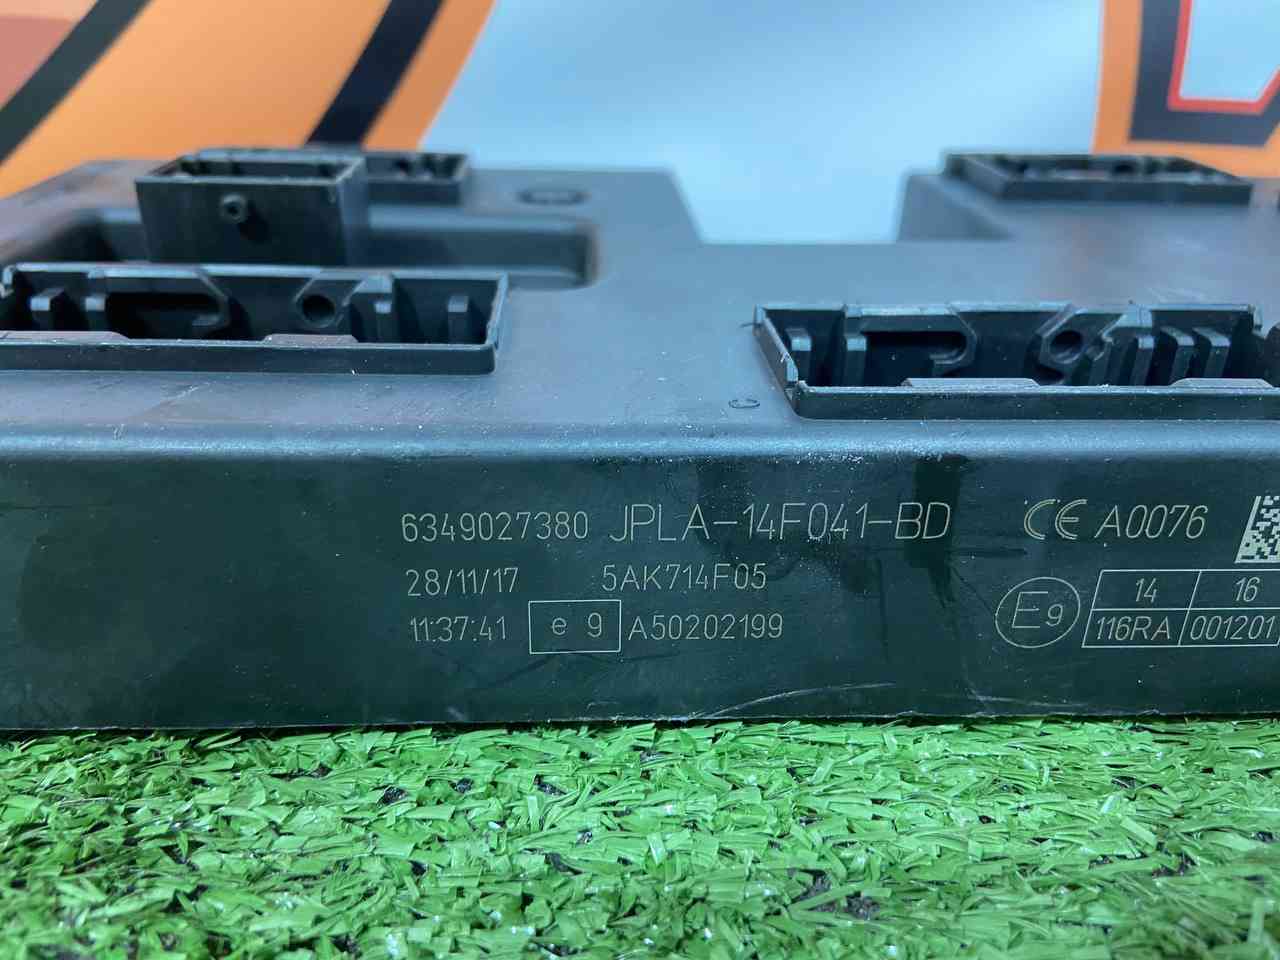 C
6349027380 JPLA-14F041-BD CE A0076
28/11/17 5AK714F05 14 16
11:37:41 e 9 A50202199 E9 116RA 001201